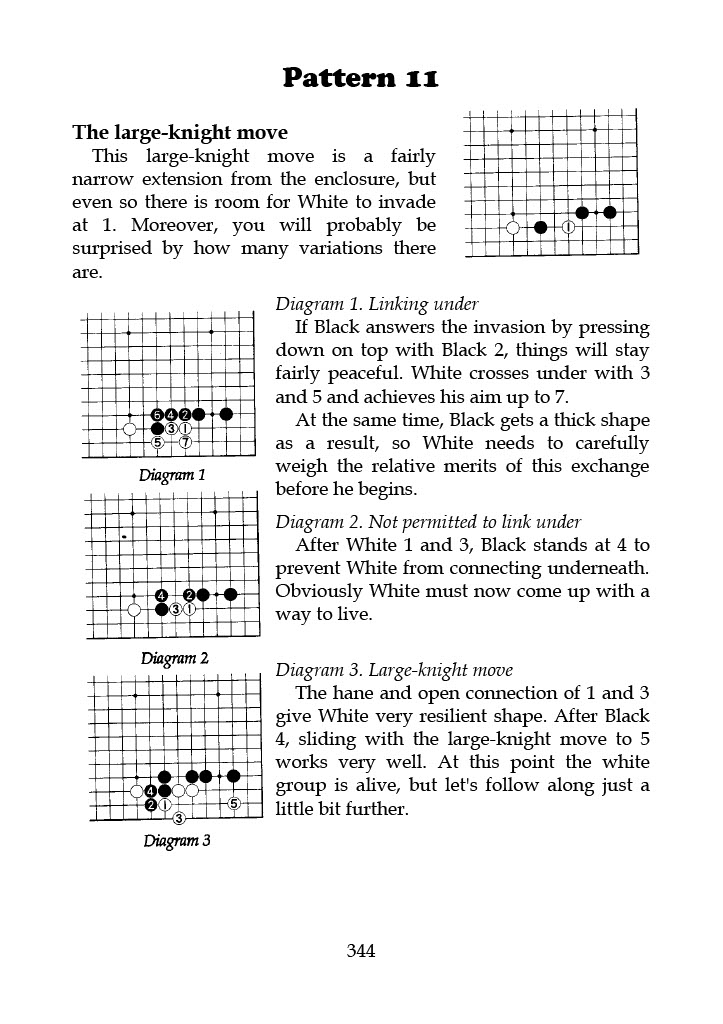 Pattern 11
The large-knight move
This large-knight move is a fairly
narrow extension from the enclosure, but
even so there is room for White to invade
at 1. Moreover, you will probably be
surprised by how many variations there
are.
1
Diagram 1. Linking under
If Black answers the invasion by pressing
down on top with Black 2, things will stay
fairly peaceful. White crosses under with 3
and 5 and achieves his aim up to 7.
At the same time, Black gets a thick shape
as a result, so White needs to carefully
weigh the relative merits of this exchange
before he begins.
6 4 2
3 1
5 7
Diagram 1
Diagram 2. Not permitted to link under
After White 1 and 3, Black stands at 4 to
prevent White from connecting underneath.
Obviously White must now come up with a
way to live.
4 2
3 1
Diagram 2
Diagram 3. Large-knight move
The hane and open connection of 1 and 3
give White very resilient shape. After Black
4, sliding with the large-knight move to 5
works very well. At this point the white
group is alive, but let's follow along just a
little bit further.
4
2 1 5
3
Diagram 3
344